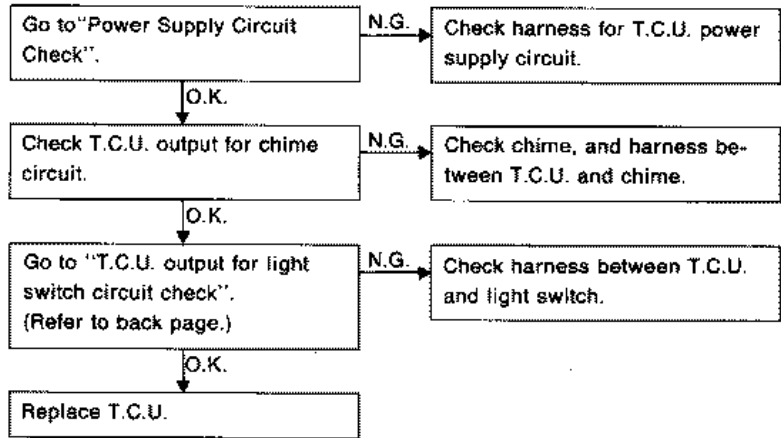 Go to"Power Supply Circuit
Check".
N.G.
Check harness for T.C.U. power
supply circuit.
O.K.
Check T.C.U. output for chime
circuit.
N.G.
Check chime, and harness be-
tween T.C.U. and chime.
O.K.
Go to "T.C.U. output for light
switch circuit check".
(Refer to back page.)
N.G.
Check harness between T.C.U.
and light switch.
O.K.
Replace T.C.U.